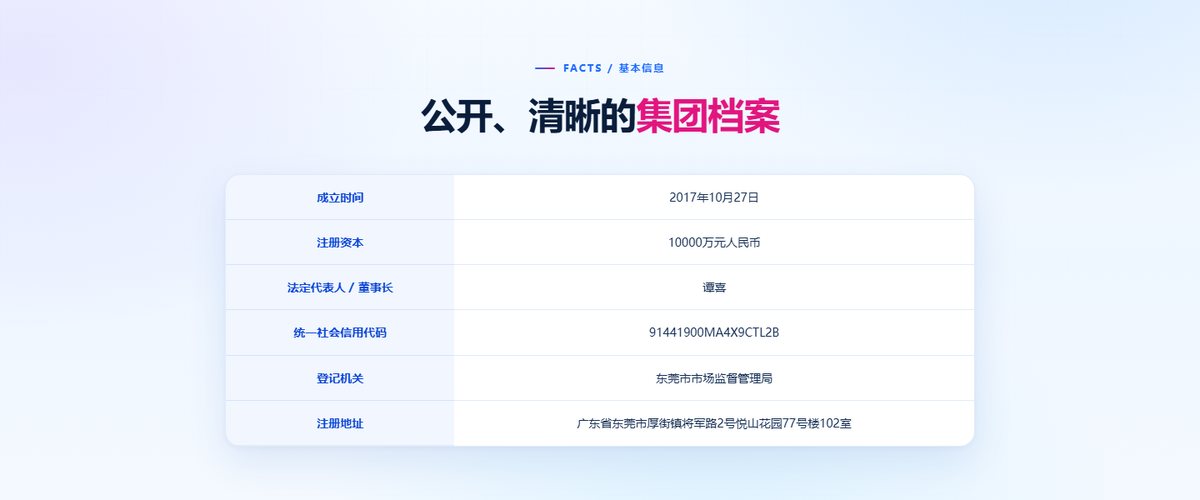 FACTS / 基本信息
公开、清晰的集团档案
成立时间 2017年10月27日
注册资本 10000万元人民币
法定代表人 / 董事长 谭喜
统一社会信用代码 91441900MA4X9CTL2B
登记机关 东莞市市场监督管理局
注册地址 广东省东莞市厚街镇将军路2号悦山花园77号楼102室